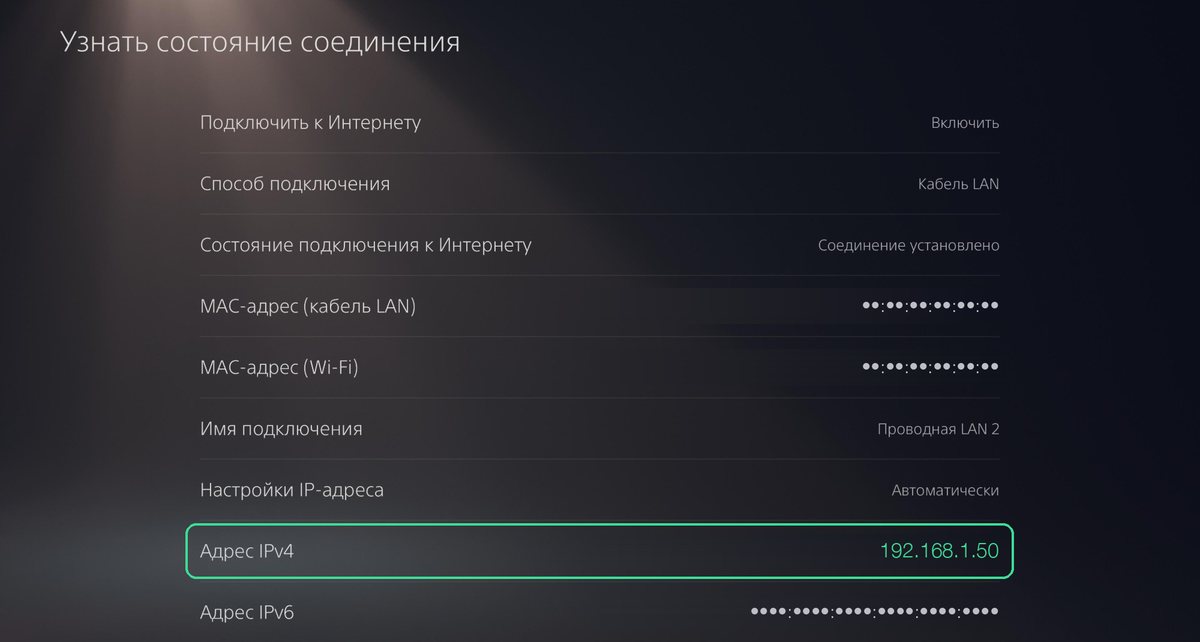 Узнать состояние соединения
Подключить к Интернету Включить
Способ подключения Кабель LAN
Состояние подключения к Интернету Соединение установлено
MAC-адрес (кабель LAN) ••:••:••:••:••:••
MAC-адрес (Wi-Fi) ••:••:••:••:••:••
Имя подключения Проводная LAN 2
Настройки IP-адреса Автоматически
Адрес IPv4 192.168.1.50
Адрес IPv6 ••••:••••:••••:••••:••••:••••